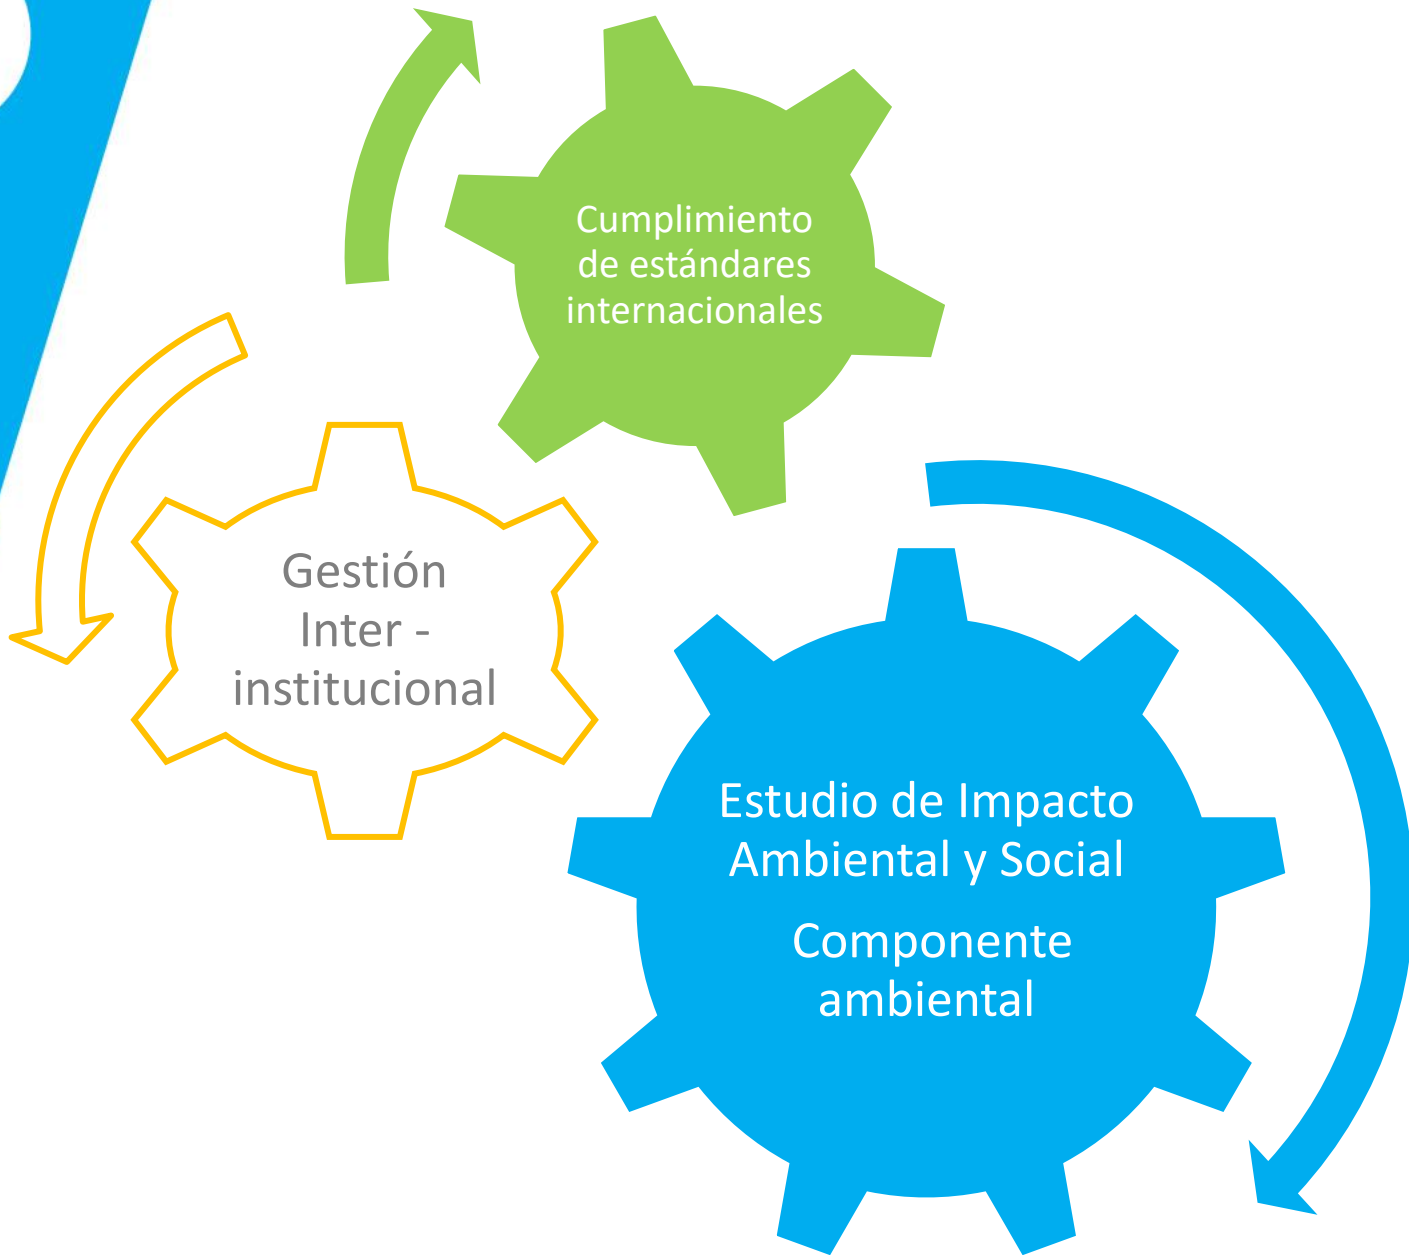 Cumplimiento
de estándares
internacionales
Gestión
Inter -
institucional
Estudio de Impacto
Ambiental y Social
Componente
ambiental